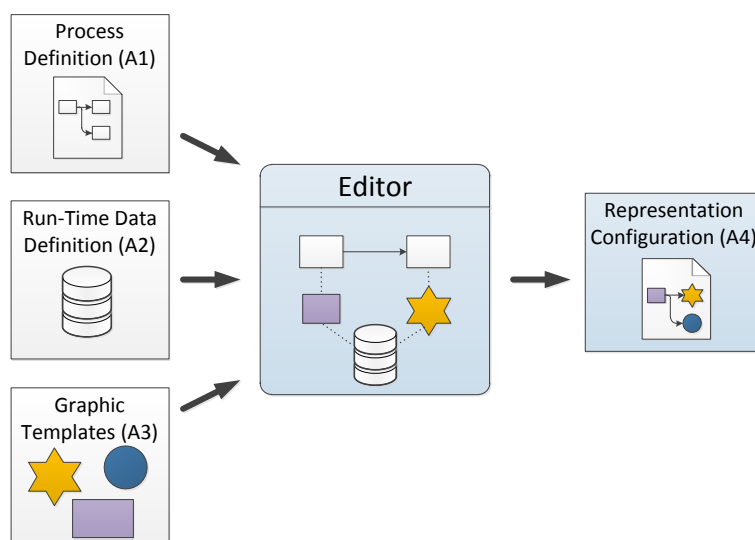 Process
Definition (A1)
Run-Time Data
Definition (A2)
Graphic
Templates (A3)
Editor
Representation
Configuration (A4)